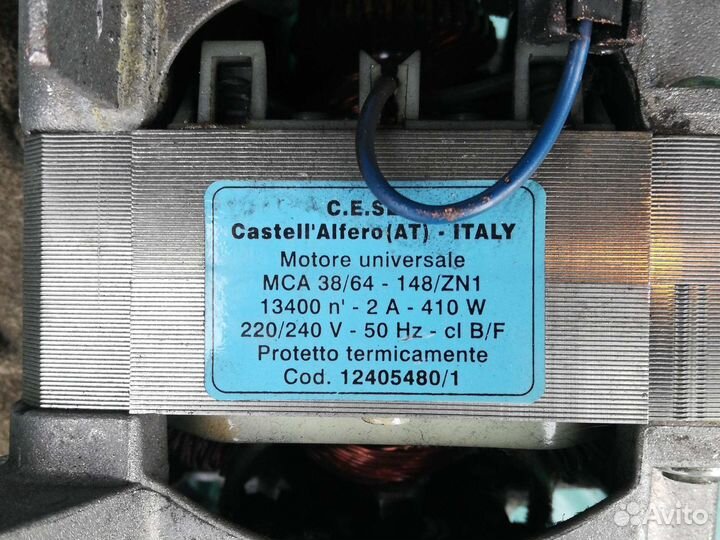 C.E.SE
Castell'Alfero(AT) - ITALY
Motore universale
MCA 38/64 - 148/ZN1
13400 n' - 2 A - 410 W
220/240 V - 50 Hz - cl B/F
Protetto termicamente
Cod. 12405480/1
Avito